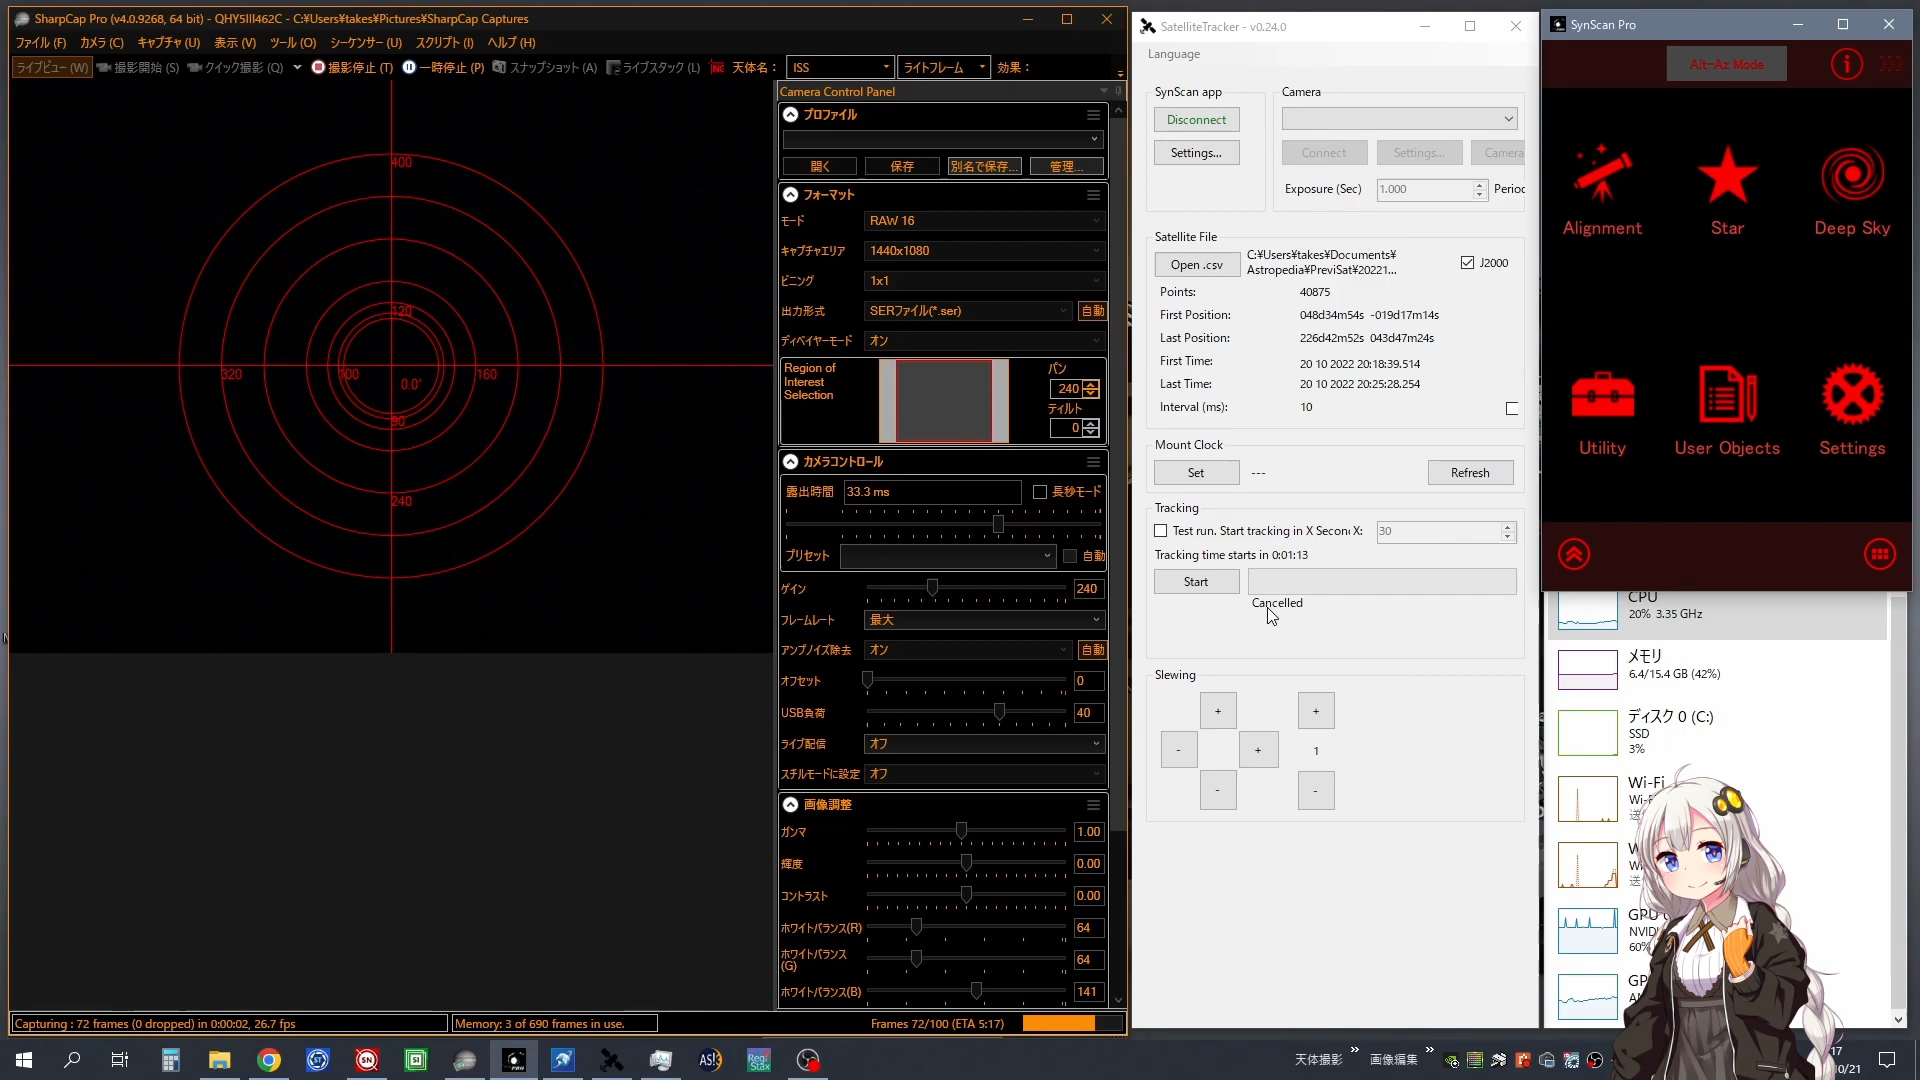 SharpCap Pro (v4.0.9268, 64 bit) - QHY5III462C - C:¥Users¥takes¥Pictures¥SharpCap Captures
ファイル (F) カメラ (C) キャプチャ (U) 表示 (V) ツール (O) シーケンサー (U) スクリプト (I) ヘルプ (H)
ライブビュー (W) 撮影開始 (S) クイック撮影 (Q) 撮影停止 (T) 一時停止 (P) スナップショット (A) ライブスタック (L) 天体名： ISS ライトフレーム 効果：
400
120
320 100 160
0.0°
90
240
Camera Control Panel
プロファイル
開く 保存 別名で保存... 管理...
フォーマット
モード RAW 16
キャプチャエリア 1440x1080
ビニング 1x1
出力形式 SERファイル(*.ser) 自動
ディベイヤーモード オン
Region of
Interest
Selection
パン
240
ティルト
0
カメラコントロール
露出時間 33.3 ms 長秒モード
プリセット 自動
ゲイン 240
フレームレート 最大
アンプノイズ除去 オン 自動
オフセット 0
USB負荷 40
ライブ配信 オフ
スチルモードに設定 オフ
画像調整
ガンマ 1.00
輝度 0.00
コントラスト 0.00
ホワイトバランス(R) 64
ホワイトバランス
(G) 64
ホワイトバランス(B) 141
Capturing : 72 frames (0 dropped) in 0:00:02, 26.7 fps
Memory: 3 of 690 frames in use.
Frames 72/100 (ETA 5:17)
SatelliteTracker - v0.24.0
Language
SynScan app
Disconnect
Settings...
Camera
Connect Settings... Camera
Exposure (Sec) 1.000 Perioc
Satellite File
Open .csv
C:¥Users¥takes¥Documents¥
Astropedia¥PreviSat¥20221...
J2000
Points: 40875
First Position: 048d34m54s -019d17m14s
Last Position: 226d42m52s 043d47m24s
First Time: 20 10 2022 20:18:39.514
Last Time: 20 10 2022 20:25:28.254
Interval (ms): 10
Mount Clock
Set --- Refresh
Tracking
Test run. Start tracking in X Secon X: 30
Tracking time starts in 0:01:13
Start
Cancelled
Slewing
+ +
- + 1
- -
SynScan Pro
Alt-Az Mode
Alignment Star Deep Sky
Utility User Objects Settings
CPU
20% 3.35 GHz
メモリ
6.4/15.4 GB (42%)
ディスク 0 (C:)
SSD
3%
Wi-Fi
Wi-F
送
W
Wi
送
GPU
NVIDI
60%
GP
天体撮影 画像編集
17
10/21